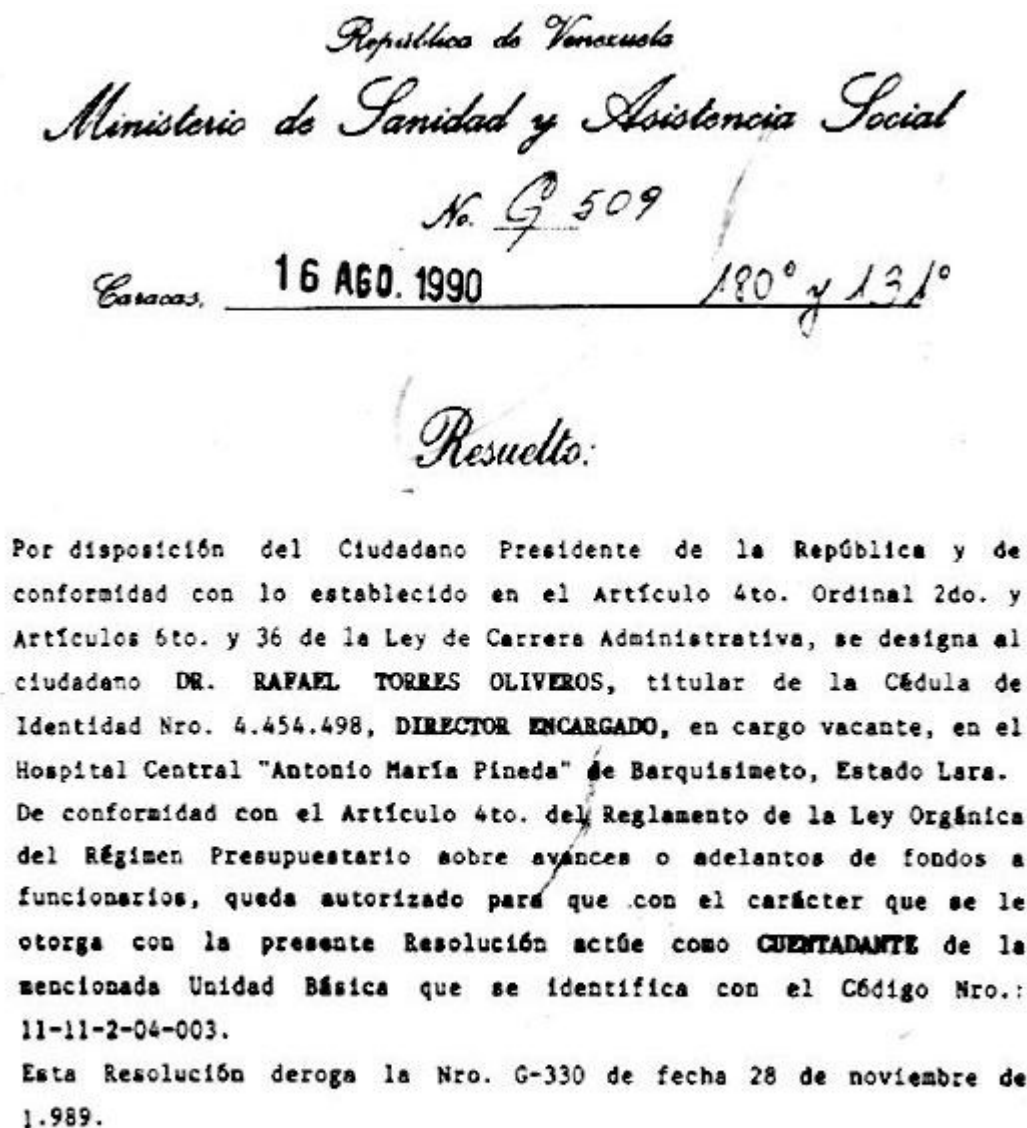 República de Venezuela
Ministerio de Sanidad y Asistencia Social
No. G 509
Caracas, 16 AGO. 1990 180° y 131°
Resuelto:
Por disposición del Ciudadano Presidente de la República y de
conformidad con lo establecido en el Artículo 4to. Ordinal 2do. y
Artículos 6to. y 36 de la Ley de Carrera Administrativa, se designa al
ciudadano DR. RAFAEL TORRES OLIVEROS, titular de la Cédula de
Identidad Nro. 4.454.498, DIRECTOR ENCARGADO, en cargo vacante, en el
Hospital Central "Antonio María Pineda" de Barquisimeto, Estado Lara.
De conformidad con el Artículo 4to. del Reglamento de la Ley Orgánica
del Régimen Presupuestario sobre avances o adelantos de fondos a
funcionarios, queda autorizado para que con el carácter que se le
otorga con la presente Resolución actúe como CUENTADANTE de la
mencionada Unidad Básica que se identifica con el Código Nro.:
11-11-2-04-003.
Esta Resolución deroga la Nro. G-330 de fecha 28 de noviembre de
1.989.